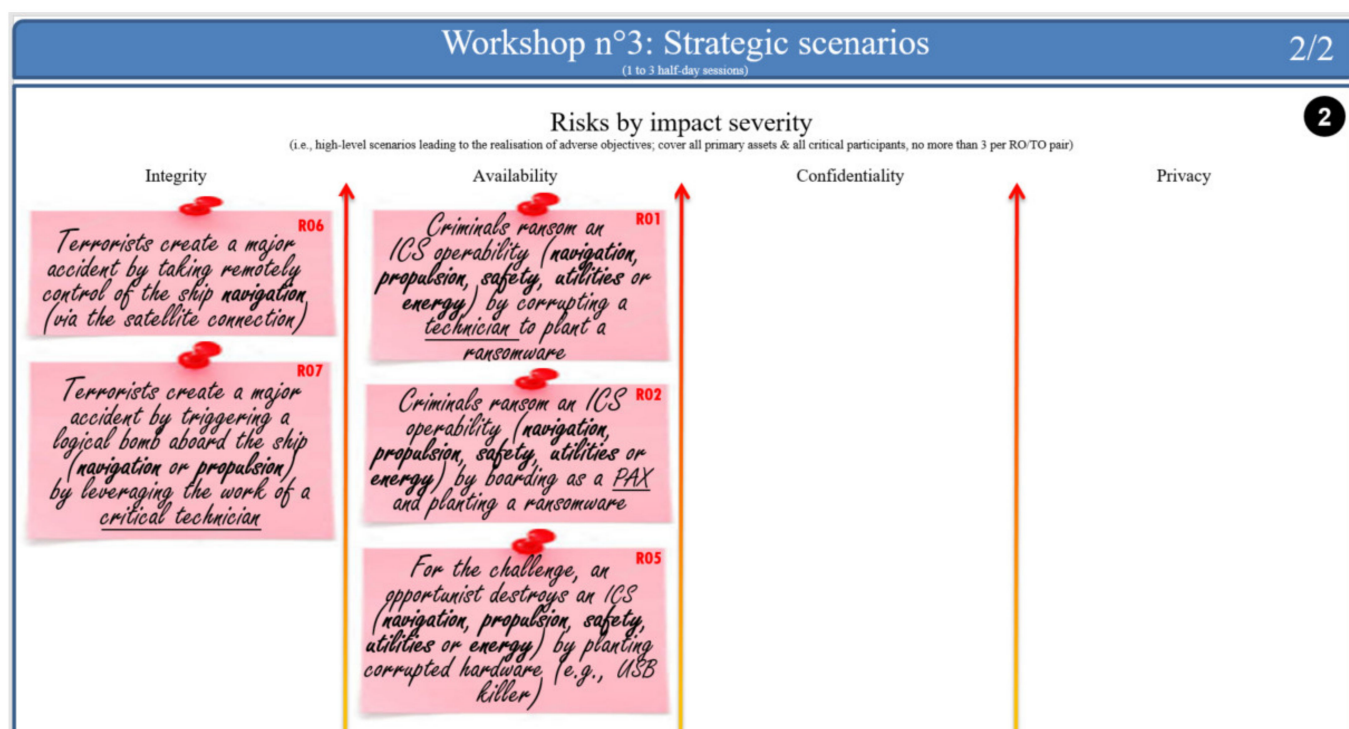 Workshop n°3: Strategic scenarios
2/2
(1 to 3 half-day sessions)
2
Risks by impact severity
(i.e., high-level scenarios leading to the realisation of adverse objectives; cover all primary assets & all critical participants, no more than 3 per RO/TO pair)
Integrity
R06
Terrorists create a major
accident by taking remotely
control of the ship navigation
(via the satellite connection)
R07
Terrorists create a major
accident by triggering a
logical bomb aboard the ship
(navigation or propulsion)
by leveraging the work of a
critical technician
Availability
R01
Criminals ransom an
ICS operability (navigation,
propulsion, safety, utilities or
energy) by corrupting a
technician to plant a
ransomware
R02
Criminals ransom an ICS
operability (navigation,
propulsion, safety, utilities or
energy) by boarding as a PAX
and planting a ransomware
R05
For the challenge, an
opportunist destroys an ICS
(navigation, propulsion, safety,
utilities or energy) by planting
corrupted hardware (e.g., USB
killer)
Confidentiality
Privacy